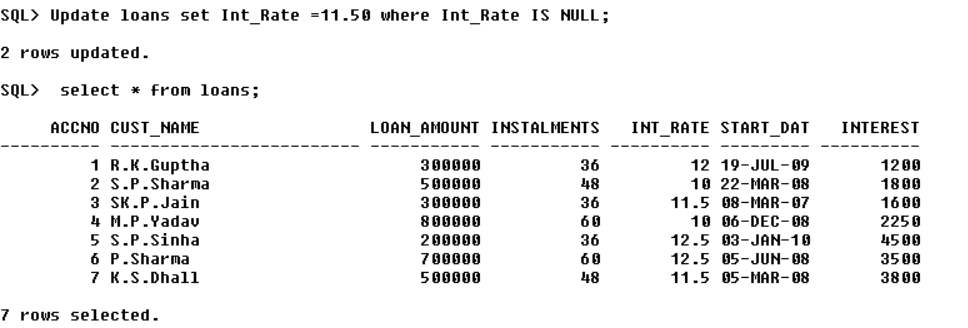 SQL> Update loans set Int_Rate =11.50 where Int_Rate IS NULL;
2 rows updated.
SQL>  select * from loans;
ACCNO CUST_NAME LOAN_AMOUNT INSTALMENTS INT_RATE START_DAT INTEREST
---------- ------------------------- ----------- ----------- ---------- --------- ----------
1 R.K.Guptha 300000 36 12 19-JUL-09 1200
2 S.P.Sharma 500000 48 10 22-MAR-08 1800
3 SK.P.Jain 300000 36 11.5 08-MAR-07 1600
4 M.P.Yadav 800000 60 10 06-DEC-08 2250
5 S.P.Sinha 200000 36 12.5 03-JAN-10 4500
6 P.Sharma 700000 60 12.5 05-JUN-08 3500
7 K.S.Dhall 500000 48 11.5 05-MAR-08 3800
7 rows selected.